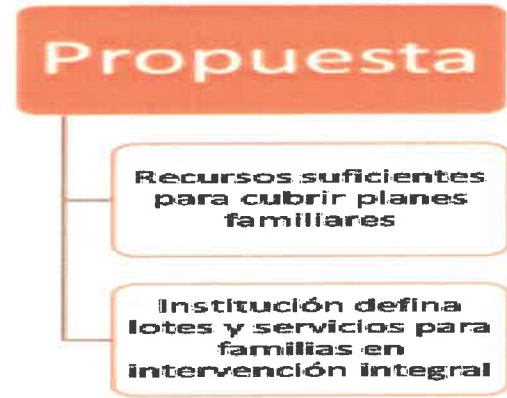 Propuesta
Recursos suficientes
para cubrir planes
familiares
Institución defina
lotes y servicios para
familias en
intervención integral